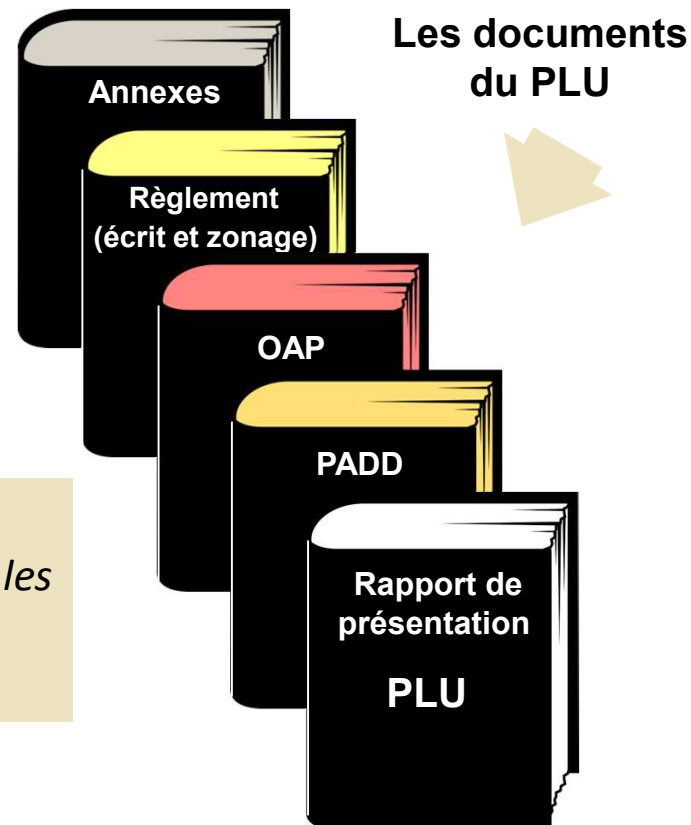 Les documents
du PLU
Annexes
Règlement
(écrit et zonage)
OAP
PADD
les
Rapport de
présentation
PLU